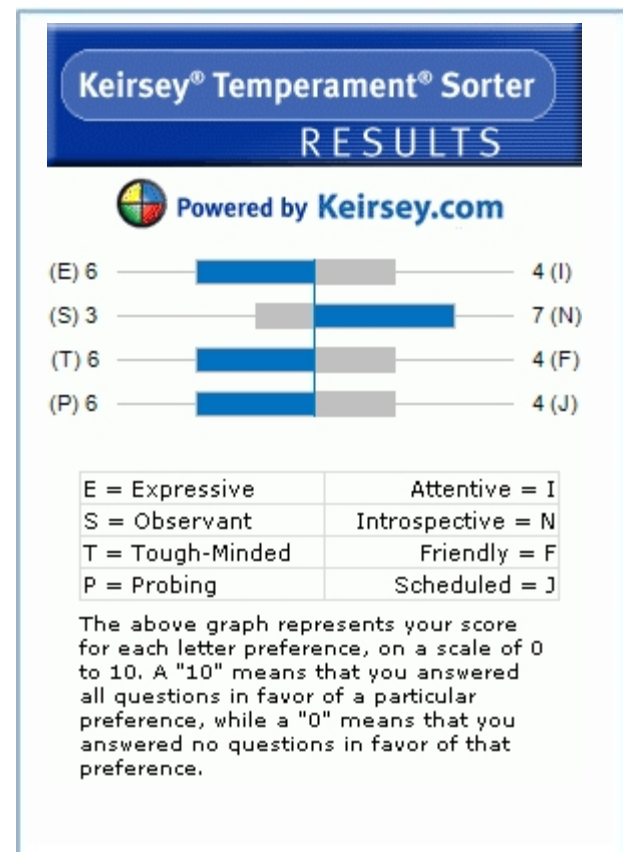 Keirsey® Temperament® Sorter
RESULTS
Powered by Keirsey.com
(E) 6 4 (I)
(S) 3 7 (N)
(T) 6 4 (F)
(P) 6 4 (J)
E = Expressive Attentive = I
S = Observant Introspective = N
T = Tough-Minded Friendly = F
P = Probing Scheduled = J
The above graph represents your score
for each letter preference, on a scale of 0
to 10. A "10" means that you answered
all questions in favor of a particular
preference, while a "0" means that you
answered no questions in favor of that
preference.